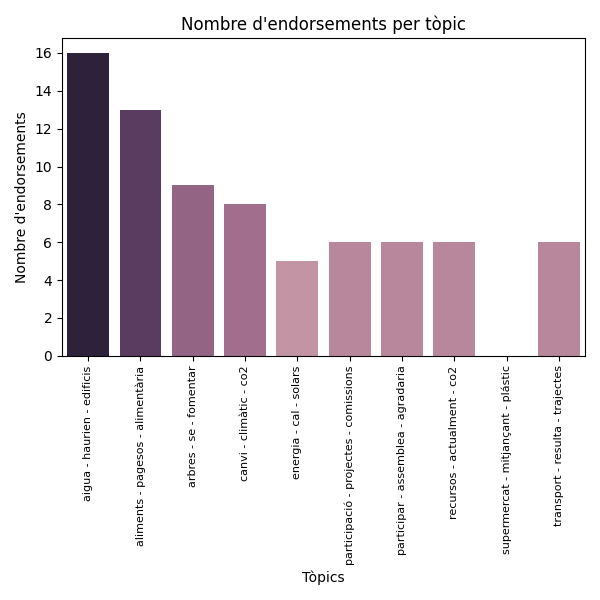 Nombre d'endorsements per tòpic
Nombre d'endorsements
16
14
12
10
8
6
4
2
0
aigua - haurien - edificis
aliments - pagesos - alimentària
arbres - se - fomentar
canvi - climàtic - co2
energia - cal - solars
participació - projectes - comissions
participar - assemblea - agradaria
recursos - actualment - co2
supermercat - mitjançant - plástic
transport - resulta - trajectes
Tòpics